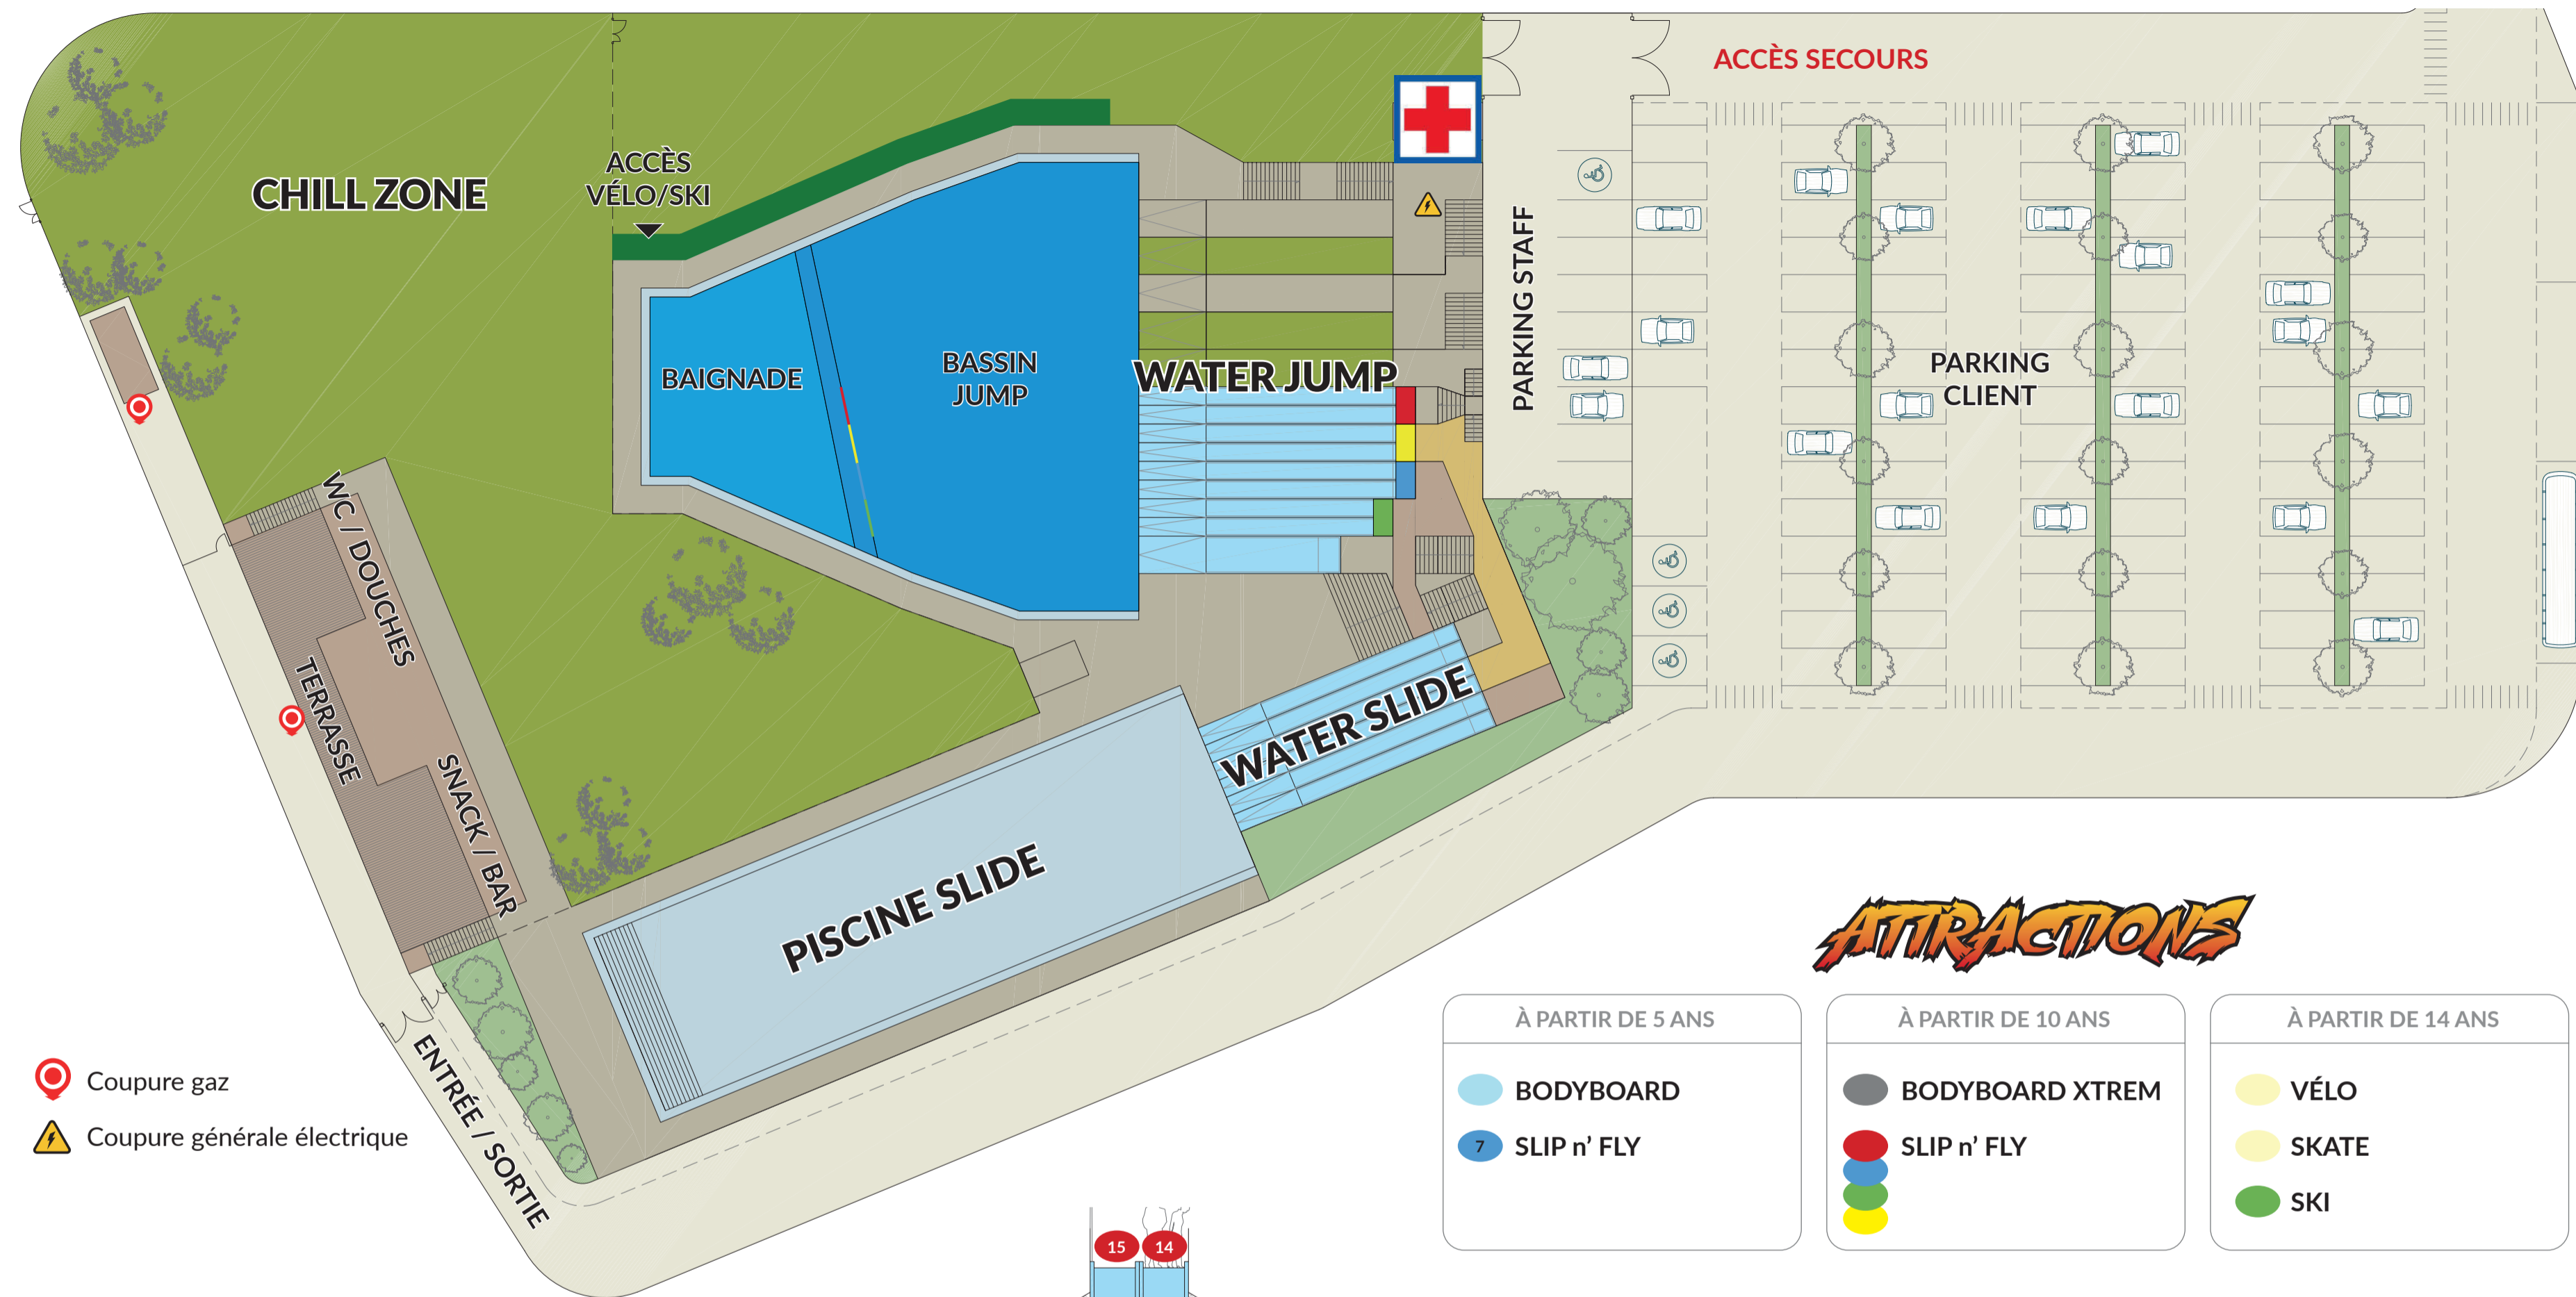 ACCÈS SECOURS
CHILL ZONE
ACCÈS
VÉLO/SKI
BAIGNADE
BASSIN
JUMP
WATER JUMP
PARKING STAFF
PARKING
CLIENT
WC / DOUCHES
TERRASSE
SNACK / BAR
WATER SLIDE
PISCINE SLIDE
ENTRÉE / SORTIE
Coupure gaz
Coupure générale électrique
15
14
ATTRACTIONS
À PARTIR DE 5 ANS
BODYBOARD
7 SLIP n’ FLY
À PARTIR DE 10 ANS
BODYBOARD XTREM
SLIP n’ FLY
À PARTIR DE 14 ANS
VÉLO
SKATE
SKI